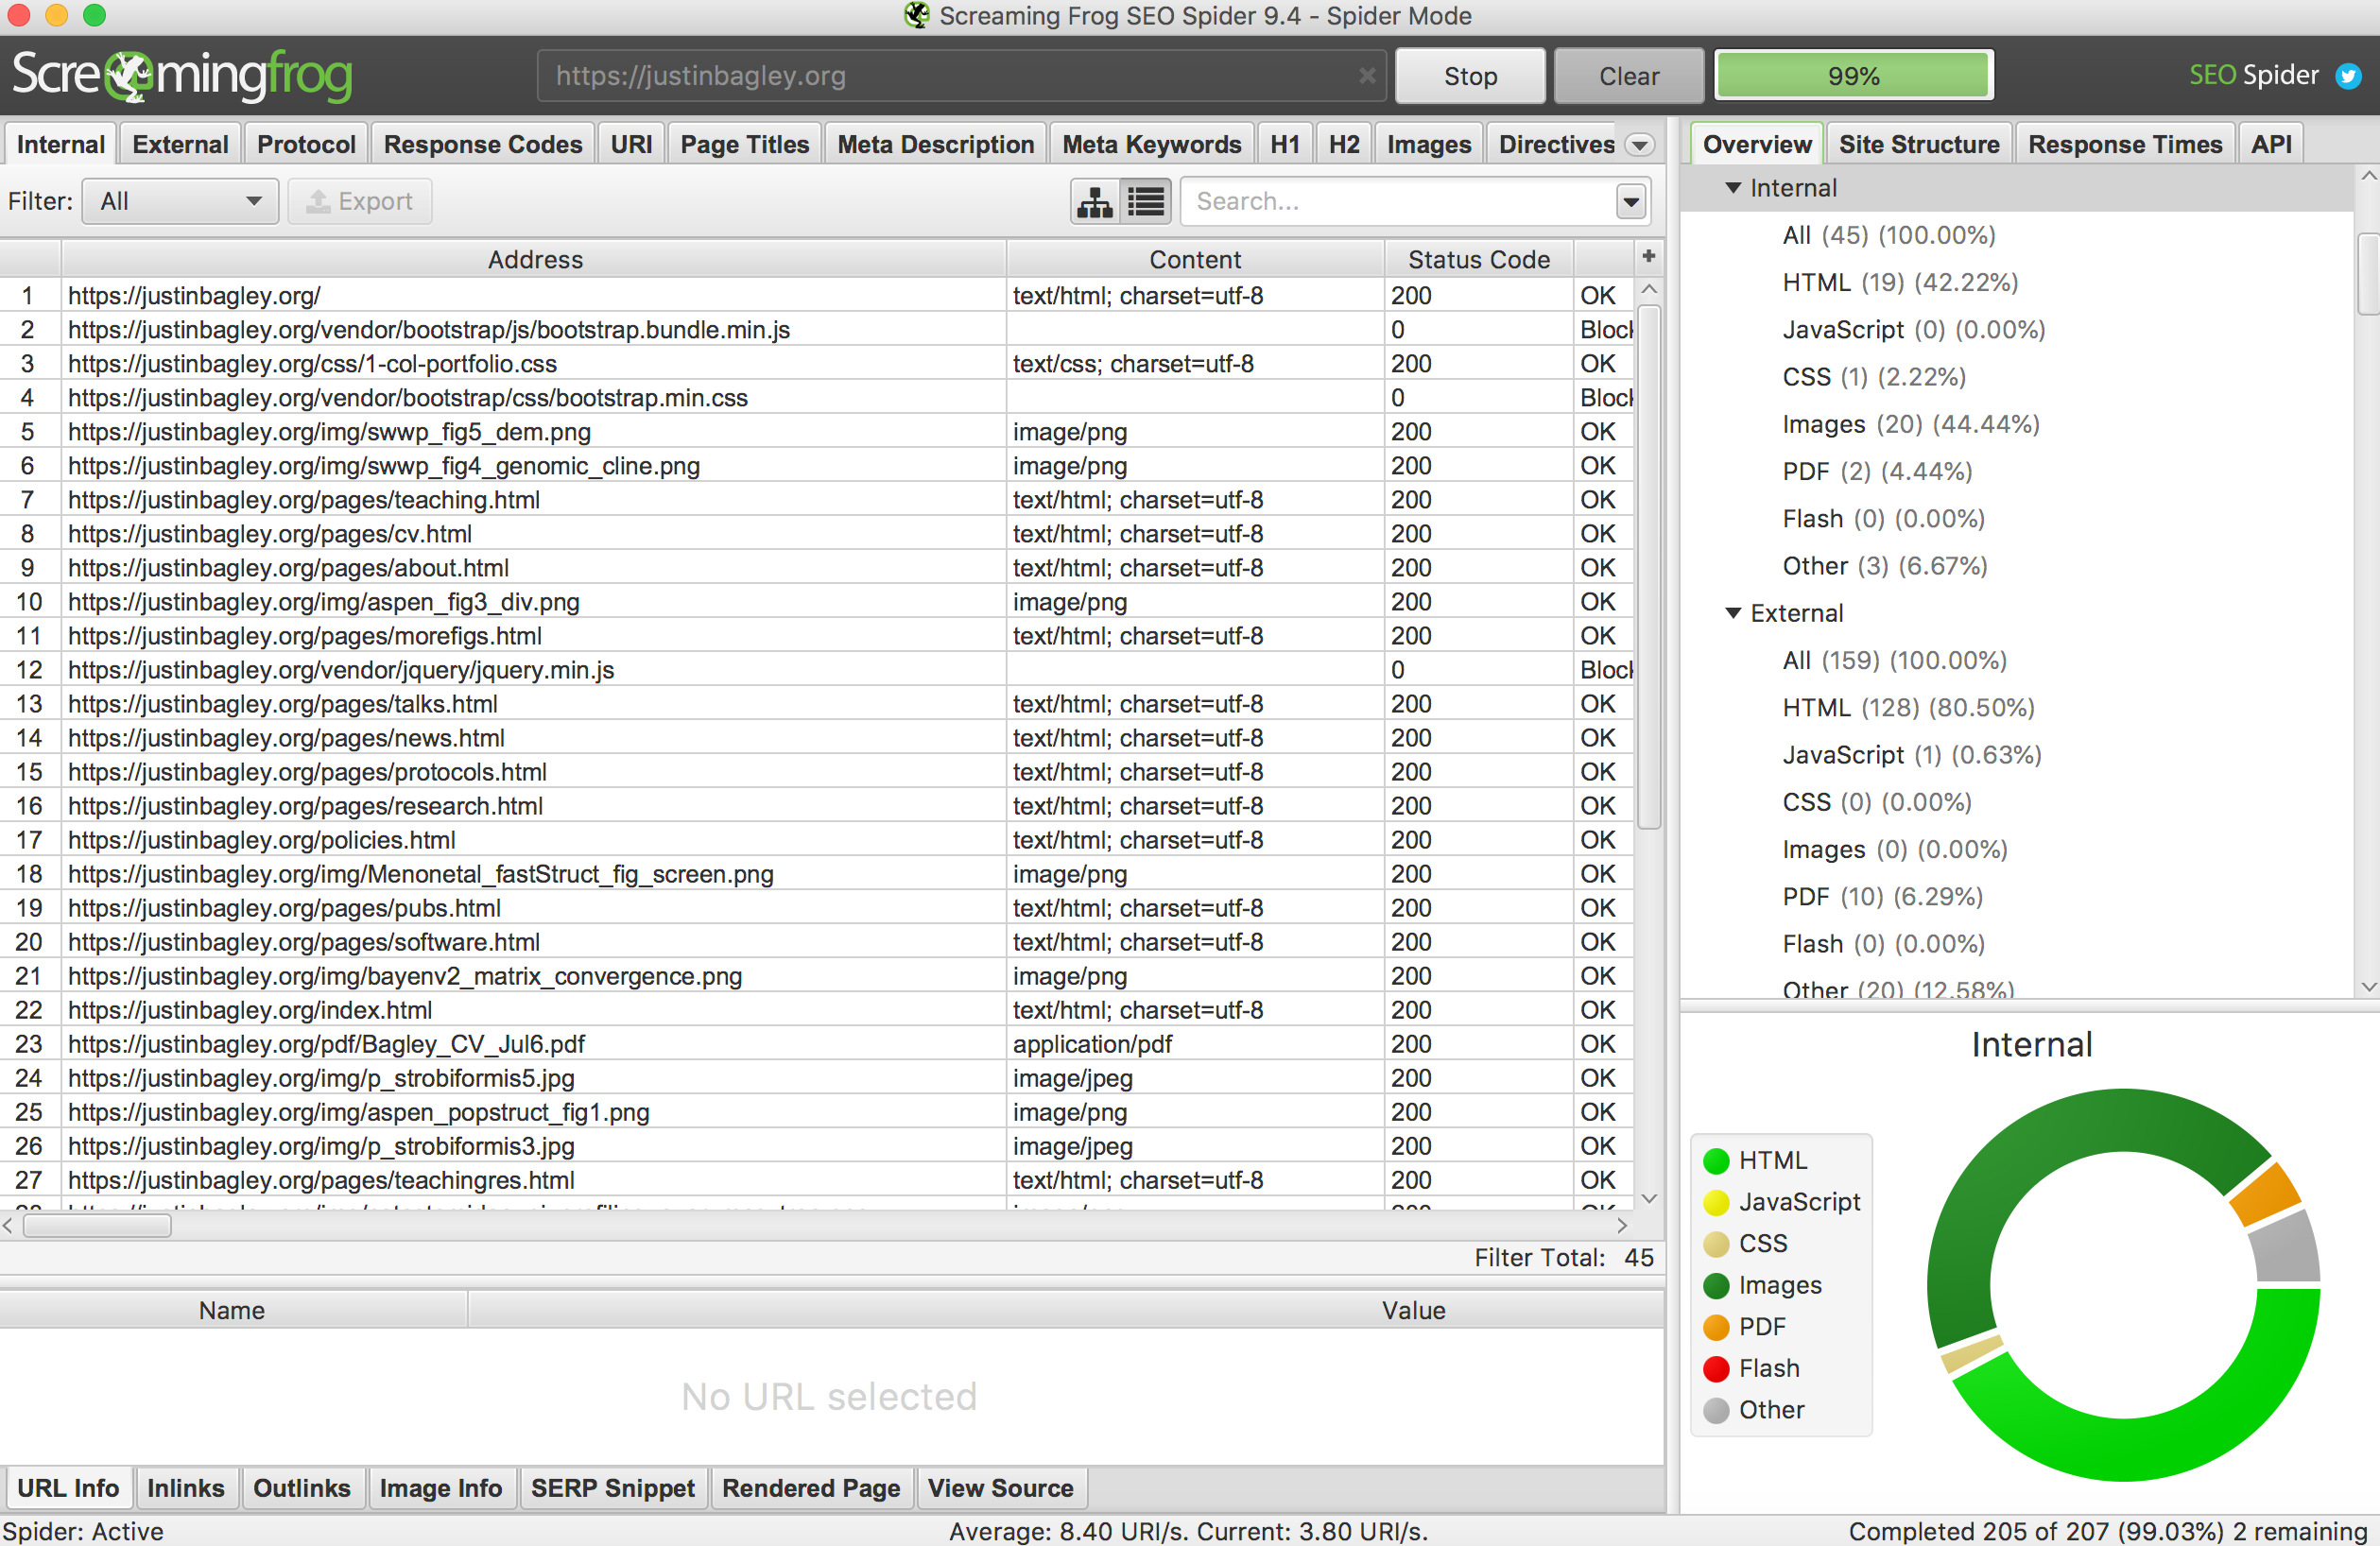 Screaming Frog SEO Spider 9.4 - Spider Mode
Screamingfrog
https://justinbagley.org
Stop
Clear
99%
SEO Spider
Internal External Protocol Response Codes URI Page Titles Meta Description Meta Keywords H1 H2 Images Directives
Filter: All Export Search...
Address Content Status Code
1 https://justinbagley.org/ text/html; charset=utf-8 200 OK
2 https://justinbagley.org/vendor/bootstrap/js/bootstrap.bundle.min.js 0 Block
3 https://justinbagley.org/css/1-col-portfolio.css text/css; charset=utf-8 200 OK
4 https://justinbagley.org/vendor/bootstrap/css/bootstrap.min.css 0 Block
5 https://justinbagley.org/img/swwp_fig5_dem.png image/png 200 OK
6 https://justinbagley.org/img/swwp_fig4_genomic_cline.png image/png 200 OK
7 https://justinbagley.org/pages/teaching.html text/html; charset=utf-8 200 OK
8 https://justinbagley.org/pages/cv.html text/html; charset=utf-8 200 OK
9 https://justinbagley.org/pages/about.html text/html; charset=utf-8 200 OK
10 https://justinbagley.org/img/aspen_fig3_div.png image/png 200 OK
11 https://justinbagley.org/pages/morefigs.html text/html; charset=utf-8 200 OK
12 https://justinbagley.org/vendor/jquery/jquery.min.js 0 Block
13 https://justinbagley.org/pages/talks.html text/html; charset=utf-8 200 OK
14 https://justinbagley.org/pages/news.html text/html; charset=utf-8 200 OK
15 https://justinbagley.org/pages/protocols.html text/html; charset=utf-8 200 OK
16 https://justinbagley.org/pages/research.html text/html; charset=utf-8 200 OK
17 https://justinbagley.org/policies.html text/html; charset=utf-8 200 OK
18 https://justinbagley.org/img/Menonetal_fastStruct_fig_screen.png image/png 200 OK
19 https://justinbagley.org/pages/pubs.html text/html; charset=utf-8 200 OK
20 https://justinbagley.org/pages/software.html text/html; charset=utf-8 200 OK
21 https://justinbagley.org/img/bayenv2_matrix_convergence.png image/png 200 OK
22 https://justinbagley.org/index.html text/html; charset=utf-8 200 OK
23 https://justinbagley.org/pdf/Bagley_CV_Jul6.pdf application/pdf 200 OK
24 https://justinbagley.org/img/p_strobiformis5.jpg image/jpeg 200 OK
25 https://justinbagley.org/img/aspen_popstruct_fig1.png image/png 200 OK
26 https://justinbagley.org/img/p_strobiformis3.jpg image/jpeg 200 OK
27 https://justinbagley.org/pages/teachingres.html text/html; charset=utf-8 200 OK
Filter Total: 45
Name Value
No URL selected
URL Info Inlinks Outlinks Image Info SERP Snippet Rendered Page View Source
Overview Site Structure Response Times API
Internal
All (45) (100.00%)
HTML (19) (42.22%)
JavaScript (0) (0.00%)
CSS (1) (2.22%)
Images (20) (44.44%)
PDF (2) (4.44%)
Flash (0) (0.00%)
Other (3) (6.67%)
External
All (159) (100.00%)
HTML (128) (80.50%)
JavaScript (1) (0.63%)
CSS (0) (0.00%)
Images (0) (0.00%)
PDF (10) (6.29%)
Flash (0) (0.00%)
Other (20) (12.58%)
Internal
HTML
JavaScript
CSS
Images
PDF
Flash
Other
Spider: Active Average: 8.40 URI/s. Current: 3.80 URI/s. Completed 205 of 207 (99.03%) 2 remaining